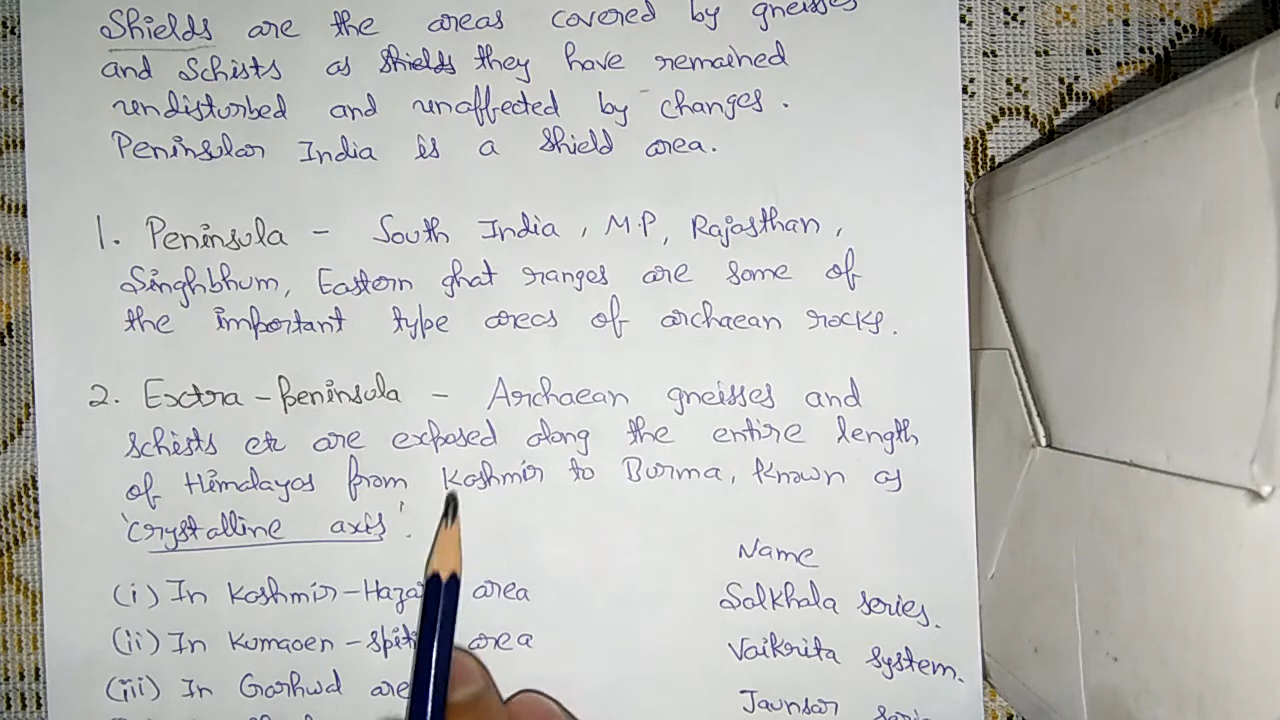 Shields are the areas covered by gneisses
and Schists as shields they have remained
undisturbed and unaffected by changes.
Peninsular India is a shield area.
1. Peninsula - South India, M.P, Rajasthan,
Singhbhum, Eastern ghat ranges are some of
the important type areas of archaean rocks.
2. Extra-peninsula - Archaean gneisses and
schists etc are exposed along the entire length
of Himalayas from Kashmir to Burma, known as
'crystalline axis'.
Name
(i) In Kashmir-Haza area Salkhala series.
(ii) In Kumaoen-spiti area Vaikrita system.
(iii) In Garhwal are Jaunsar